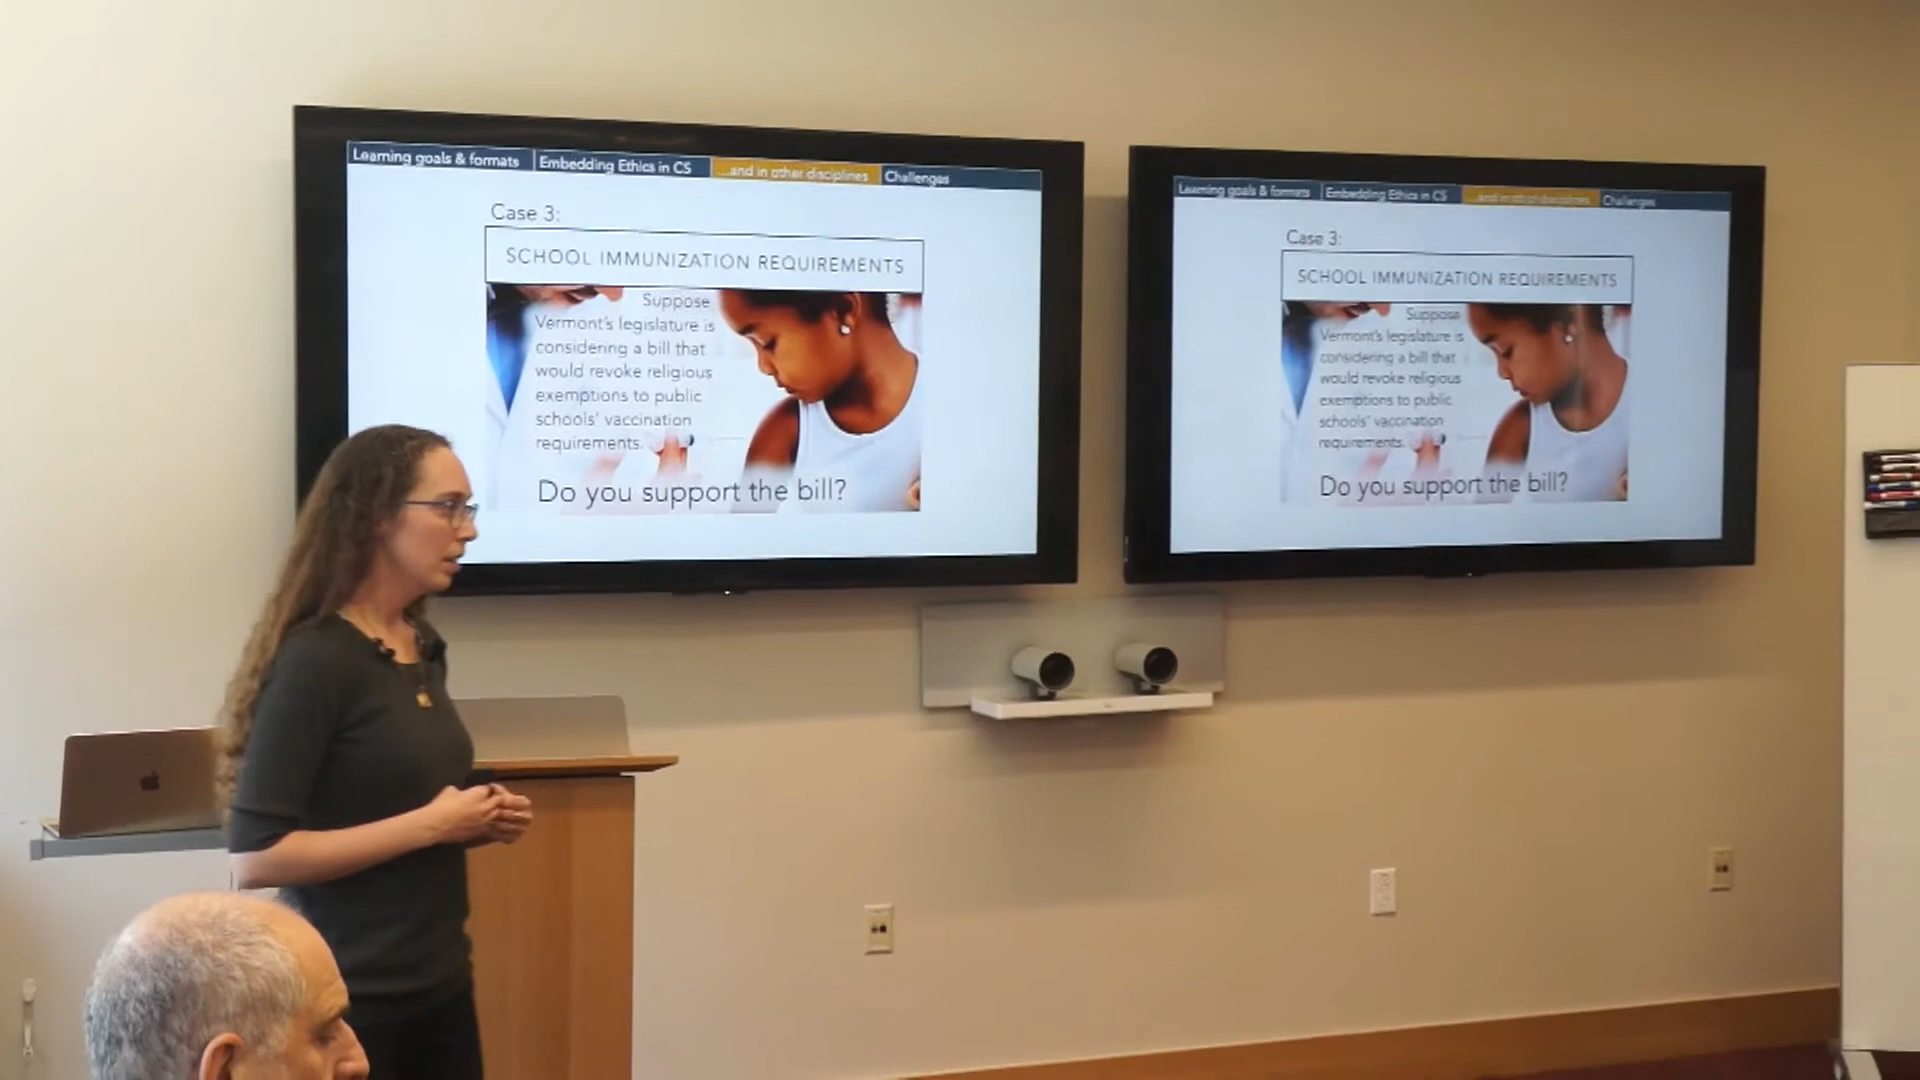 Learning goals & formats Embedding Ethics in CS ...and in other disciplines Challenges
Case 3:
SCHOOL IMMUNIZATION REQUIREMENTS
Suppose
Vermont's legislature is
considering a bill that
would revoke religious
exemptions to public
schools' vaccination
requirements.
Do you support the bill?
Learning goals & formats Embedding Ethics in CS ...and in other disciplines Challenges
Case 3:
SCHOOL IMMUNIZATION REQUIREMENTS
Suppose
Vermont's legislature is
considering a bill that
would revoke religious
exemptions to public
schools' vaccination
requirements.
Do you support the bill?